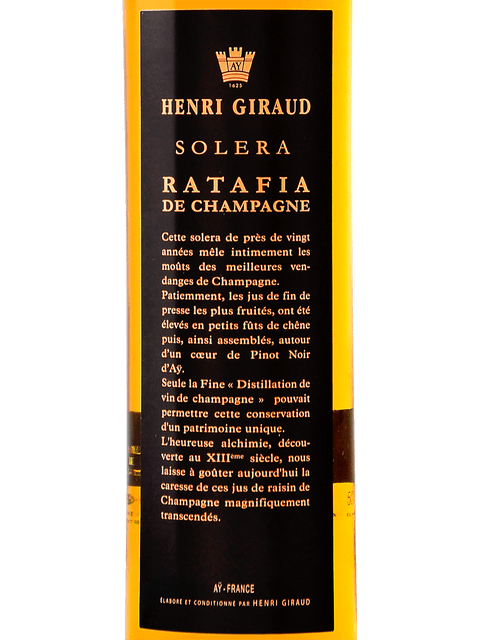 AŸ
1625
HENRI GIRAUD
SOLERA
RATAFIA
DE CHAMPAGNE
Cette solera de près de vingt
années mêle intimement les
moûts des meilleures ven-
danges de Champagne.
Patiemment, les jus de fin de
presse les plus fruités, ont été
élevés en petits fûts de chêne
puis, ainsi assemblés, autour
d'un cœur de Pinot Noir
d'Aÿ.
Seule la Fine « Distillation de
vin de champagne » pouvait
permettre cette conservation
d'un patrimoine unique.
L'heureuse alchimie, décou-
verte au XIIIème siècle, nous
laisse à goûter aujourd'hui la
caresse de ces jus de raisin de
Champagne magnifiquement
transcendés.
AŸ - FRANCE
ÉLABORÉ ET CONDITIONNÉ PAR HENRI GIRAUD